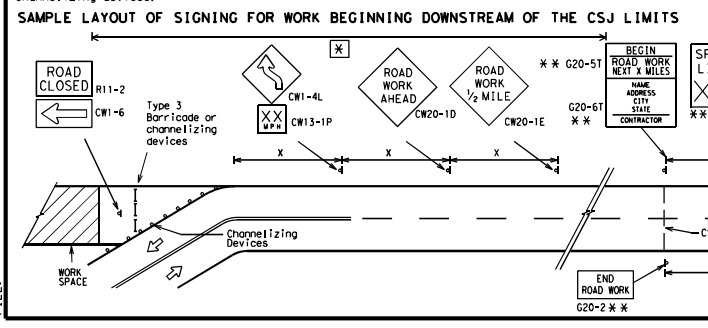 SAMPLE LAYOUT OF SIGNING FOR WORK BEGINNING DOWNSTREAM OF THE CSJ LIMITS
ROAD
CLOSED
R11-2
CW1-6
Type 3
Barricade or
channelizing
devices
*
CW1-4L
XX
MPH
CW13-1P
ROAD
WORK
AHEAD
CW20-1D
ROAD
WORK
1/2 MILE
CW20-1E
* * G20-5T
BEGIN
ROAD WORK
NEXT X MILES
G20-6T
* *
NAME
ADDRESS
CITY
STATE
CONTRACTOR
X
X
X
Channelizing
Devices
WORK
SPACE
END
ROAD WORK
G20-2 * *